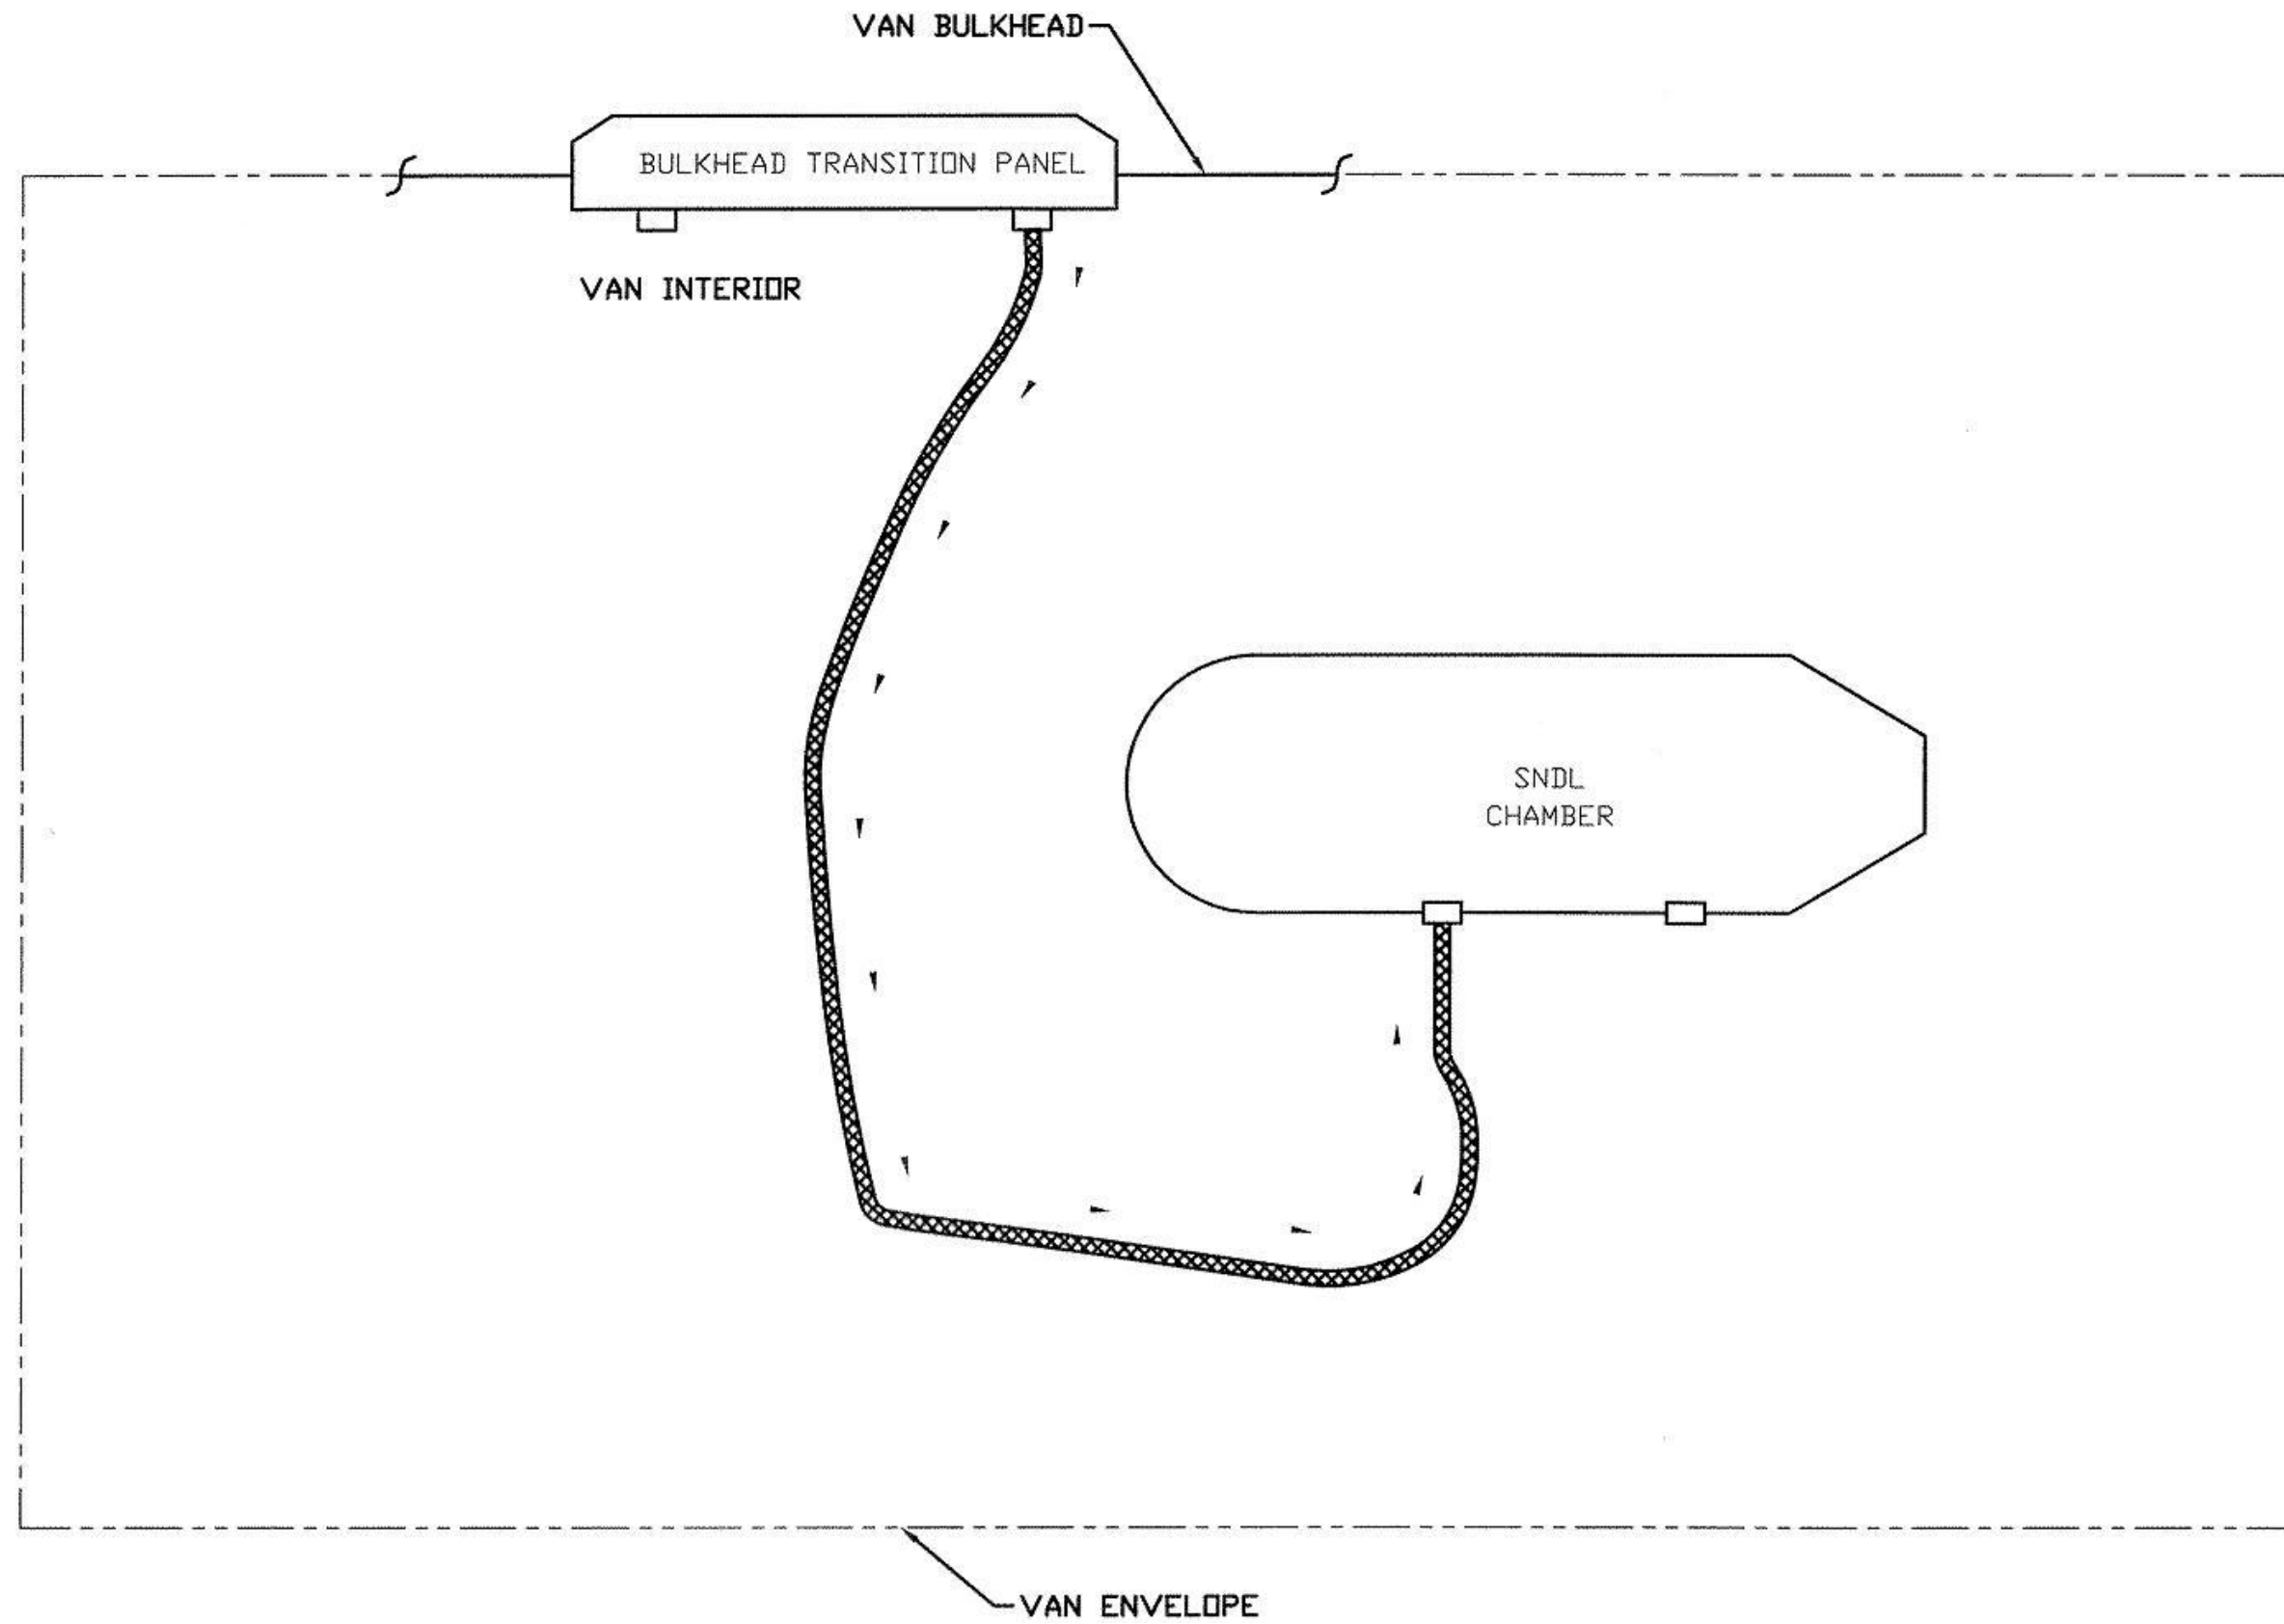 VAN BULKHEAD
BULKHEAD TRANSITION PANEL
VAN INTERIOR
SNDL
CHAMBER
VAN ENVELOPE